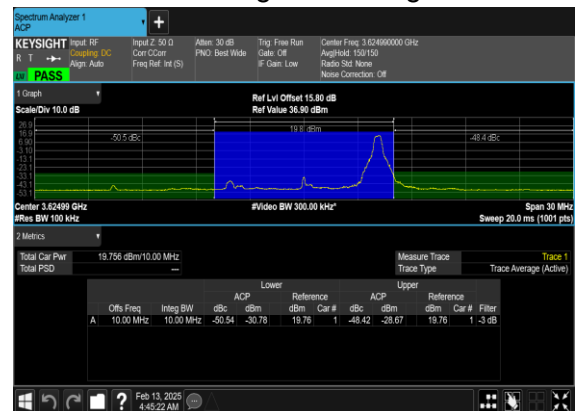 Spectrum Analyzer 1
ACP
+
KEYSIGHT Input: RF Input Z: 50 Ω Atten: 30 dB Trig: Free Run Center Freq: 3.624990000 GHz
R T Coupling: DC Corr CCorr PNO: Best Wide Gate: Off Avg|Hold: 150/150
Align: Auto Freq Ref: Int (S) IF Gain: Low Radio Std: None
LW PASS Noise Correction: Off
1 Graph
Ref Lvl Offset 15.80 dB
Scale/Div 10.0 dB Ref Value 36.90 dBm
26.9
16.9 -50.5 dBc 19.8 dBm -48.4 dBc
6.90
-3.10
-13.1
-23.1
-33.1
-43.1
-53.1
Center 3.62499 GHz #Video BW 300.00 kHz* Span 30 MHz
#Res BW 100 kHz Sweep 20.0 ms (1001 pts)
2 Metrics
Total Car Pwr 19.756 dBm/10.00 MHz Measure Trace Trace 1
Total PSD --- Trace Type Trace Average (Active)
Lower Upper
ACP Reference ACP Reference
Offs Freq Integ BW dBc dBm dBm Car # dBc dBm dBm Car # Filter
A 10.00 MHz 10.00 MHz -50.54 -30.78 19.76 1 -48.42 -28.67 19.76 1 -3 dB
? Feb 13, 2025
4:45:22 AM